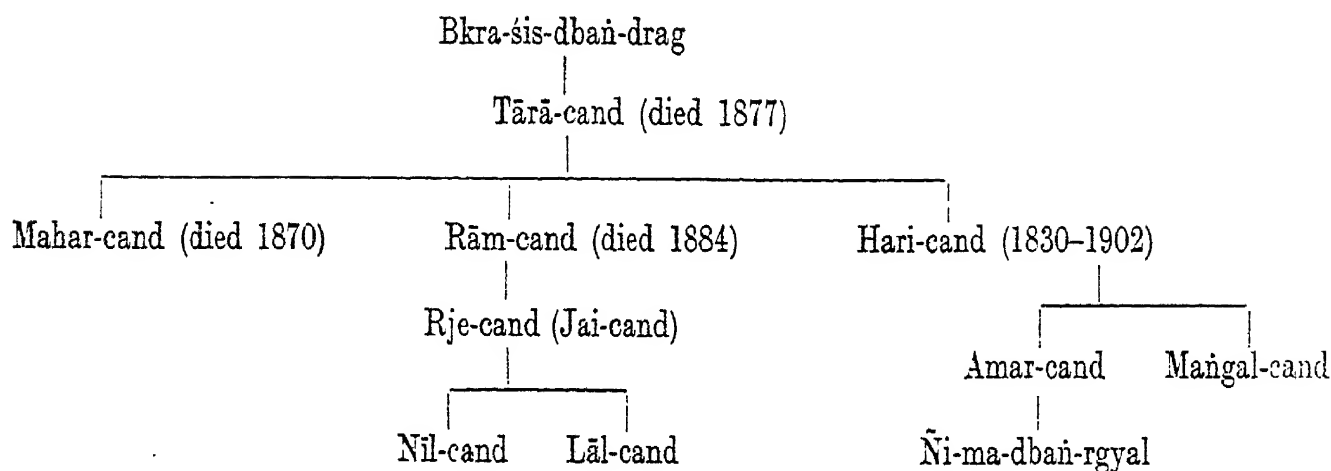 Bkra-śis-dbaṅ-drag
Tārā-cand (died 1877)
Mahar-cand (died 1870) Rām-cand (died 1884) Hari-cand (1830–1902)
Rje-cand (Jai-cand)
Amar-cand Maṅgal-cand
Nīl-cand Lāl-cand Ñi-ma-dbaṅ-rgyal